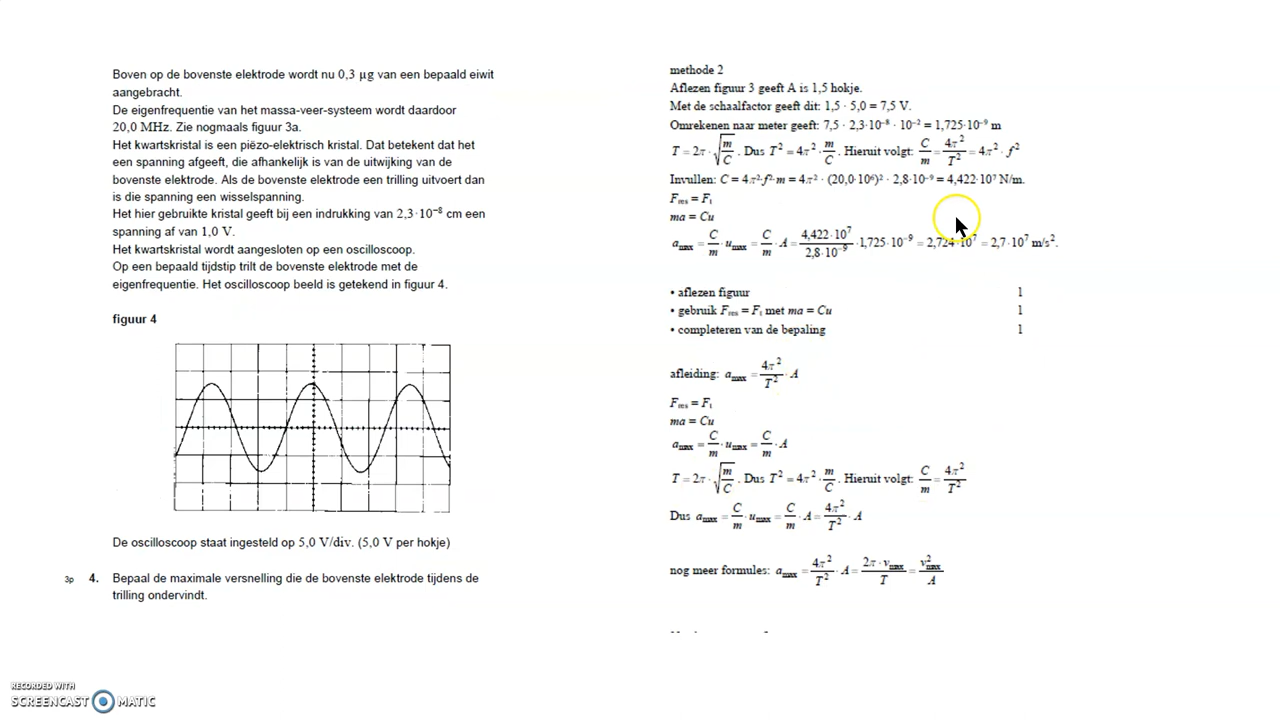 Boven op de bovenste elektrode wordt nu 0,3 µg van een bepaald eiwit
aangebracht.
De eigenfrequentie van het massa-veer-systeem wordt daardoor
20,0 MHz. Zie nogmaals figuur 3a.
Het kwartskristal is een piëzo-elektrisch kristal. Dat betekent dat het
een spanning afgeeft, die afhankelijk is van de uitwijking van de
bovenste elektrode. Als de bovenste elektrode een trilling uitvoert dan
is die spanning een wisselspanning.
Het hier gebruikte kristal geeft bij een indrukking van 2,3·10⁻⁸ cm een
spanning af van 1,0 V.
Het kwartskristal wordt aangesloten op een oscilloscoop.
Op een bepaald tijdstip trilt de bovenste elektrode met de
eigenfrequentie. Het oscilloscoop beeld is getekend in figuur 4.
figuur 4
De oscilloscoop staat ingesteld op 5,0 V/div. (5,0 V per hokje)
3p 4. Bepaal de maximale versnelling die de bovenste elektrode tijdens de
trilling ondervindt.
methode 2
Aflezen figuur 3 geeft A is 1,5 hokje.
Met de schaalfactor geeft dit: 1,5 · 5,0 = 7,5 V.
Omrekenen naar meter geeft: 7,5 · 2,3·10⁻⁸ · 10⁻² = 1,725·10⁻⁹ m
T = 2π · √(m/C). Dus T² = 4π² · m/C. Hieruit volgt: C/m = 4π²/T² = 4π² · f²
Invullen: C = 4π²·f²·m = 4π² · (20,0·10⁶)² · 2,8·10⁻⁹ = 4,422·10⁷ N/m.
Fres = Ft
ma = Cu
amax = C/m · umax = C/m · A = 4,422·10⁷/2,8·10⁻⁹ · 1,725·10⁻⁹ = 2,724·10⁷ = 2,7·10⁷ m/s².
• aflezen figuur 1
• gebruik Fres = Ft met ma = Cu 1
• completeren van de bepaling 1
afleiding: amax = 4π²/T² · A
Fres = Ft
ma = Cu
amax = C/m · umax = C/m · A
T = 2π · √(m/C). Dus T² = 4π² · m/C. Hieruit volgt: C/m = 4π²/T²
Dus amax = C/m · umax = C/m · A = 4π²/T² · A
nog meer formules: amax = 4π²/T² · A = 2π · vmax/T = v²max/A
RECORDED WITH
SCREENCAST MATIC